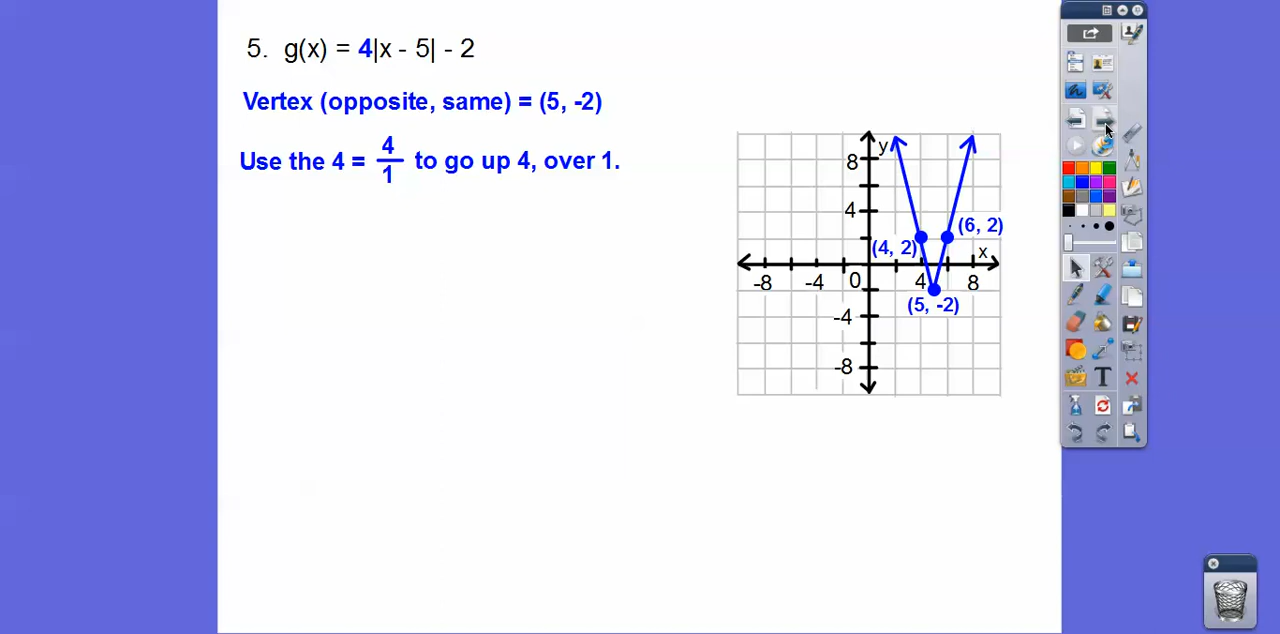 5. g(x) = 4|x - 5| - 2
Vertex (opposite, same) = (5, -2)
Use the 4 = 4/1 to go up 4, over 1.
y
8
4
(6, 2)
(4, 2)
x
-8 -4 0 4 8
(5, -2)
-4
-8